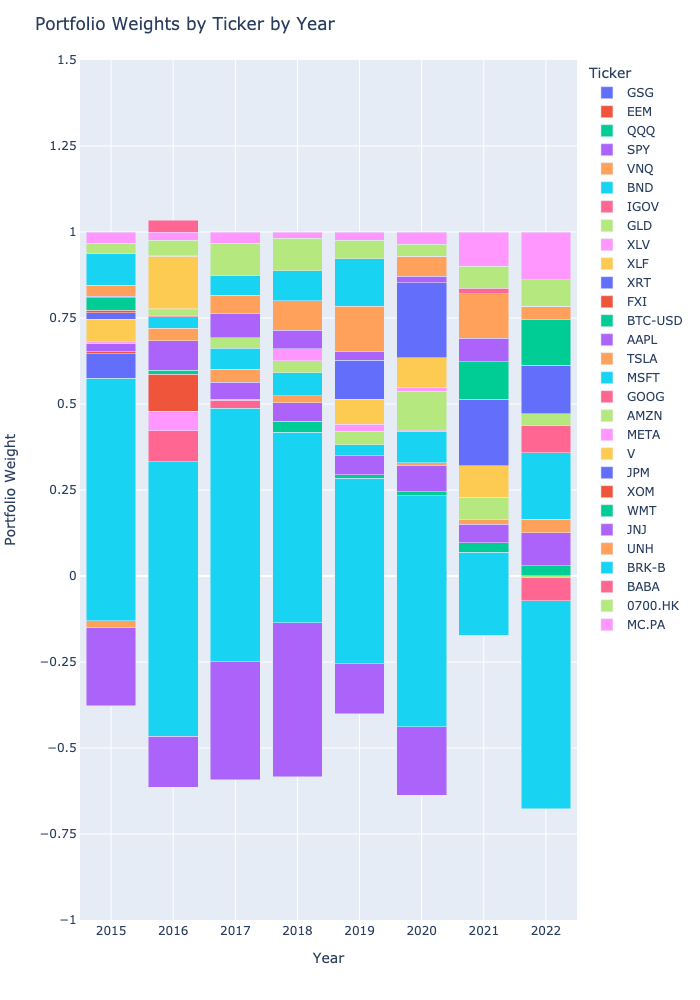 Portfolio Weights by Ticker by Year
1.5
1.25
1
0.75
0.5
0.25
0
−0.25
−0.5
−0.75
−1
Portfolio Weight
2015 2016 2017 2018 2019 2020 2021 2022
Year
Ticker
GSG
EEM
QQQ
SPY
VNQ
BND
IGOV
GLD
XLV
XLF
XRT
FXI
BTC-USD
AAPL
TSLA
MSFT
GOOG
AMZN
META
V
JPM
XOM
WMT
JNJ
UNH
BRK-B
BABA
0700.HK
MC.PA